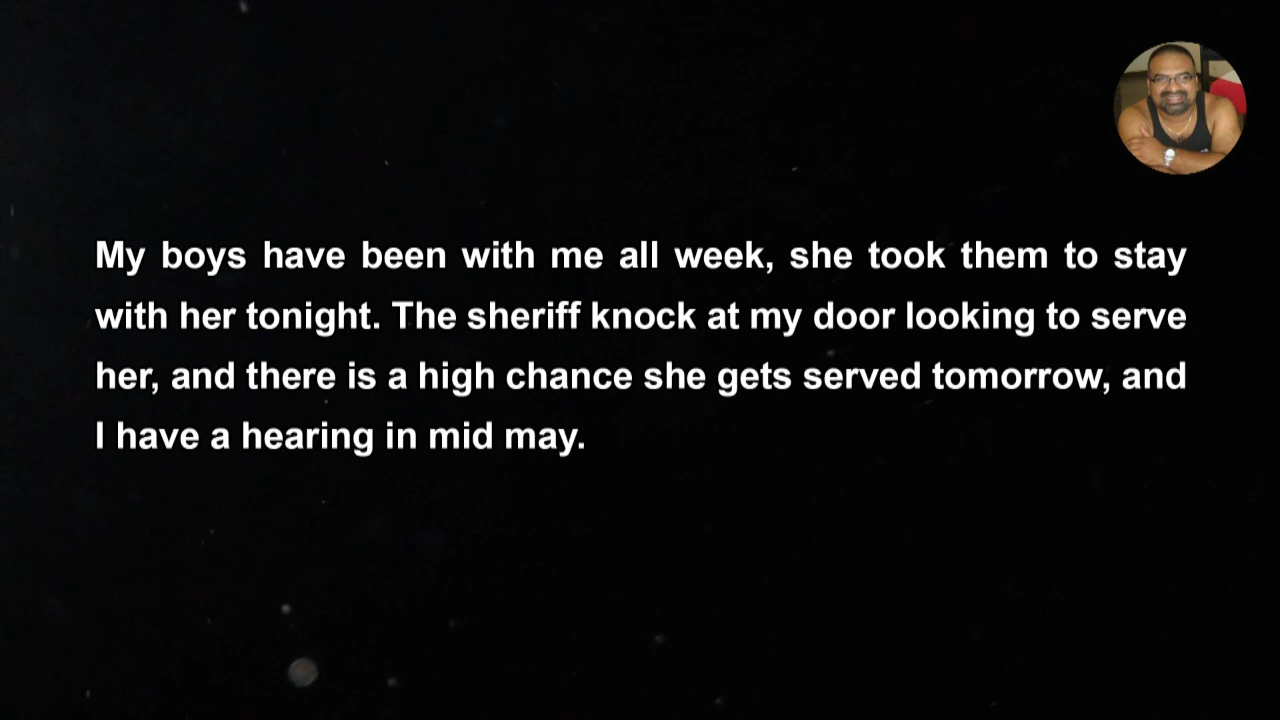 My boys have been with me all week, she took them to stay
with her tonight. The sheriff knock at my door looking to serve
her, and there is a high chance she gets served tomorrow, and
I have a hearing in mid may.